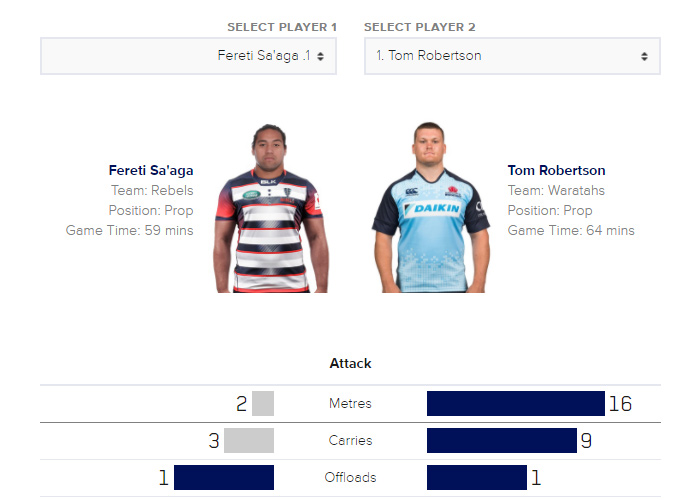 SELECT PLAYER 1
SELECT PLAYER 2
Fereti Sa'aga .1
1. Tom Robertson
Fereti Sa'aga
Team: Rebels
Position: Prop
Game Time: 59 mins
BLK
DAIKIN
Tom Robertson
Team: Waratahs
Position: Prop
Game Time: 64 mins
Attack
2 Metres 16
3 Carries 9
1 Offloads 1